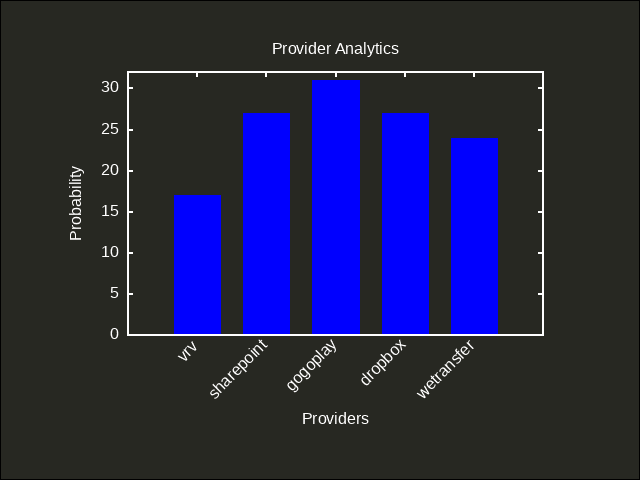 Provider Analytics
30
25
20
15
10
5
0
Probability
vrv
sharepoint
gogoplay
dropbox
wetransfer
Providers